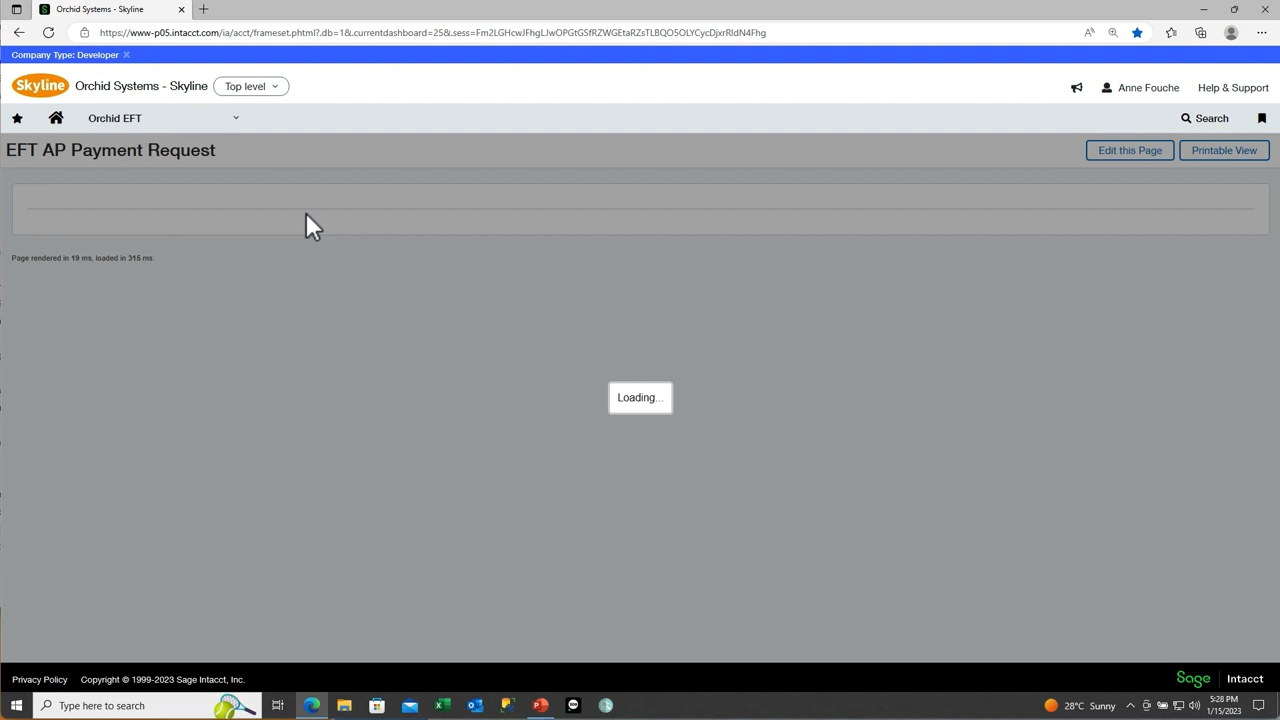 Orchid Systems - Skyline
https://www-p05.intacct.com/ia/acct/frameset.phtml?.db=1&.currentdashboard=25&.sess=Fm2LGHcwJFhgLJwOPGtGSfRZWGEtaRZsTLBQO5OLYCycDjxrRldN4Fhg
Company Type: Developer
Skyline
Orchid Systems - Skyline
Top level
Anne Fouche
Help & Support
Orchid EFT
Search
EFT AP Payment Request
Edit this Page
Printable View
Page rendered in 19 ms, loaded in 315 ms.
Loading...
Privacy Policy
Copyright © 1999-2023 Sage Intacct, Inc.
Sage
Intacct
Type here to search
28°C Sunny
5:28 PM
1/15/2023